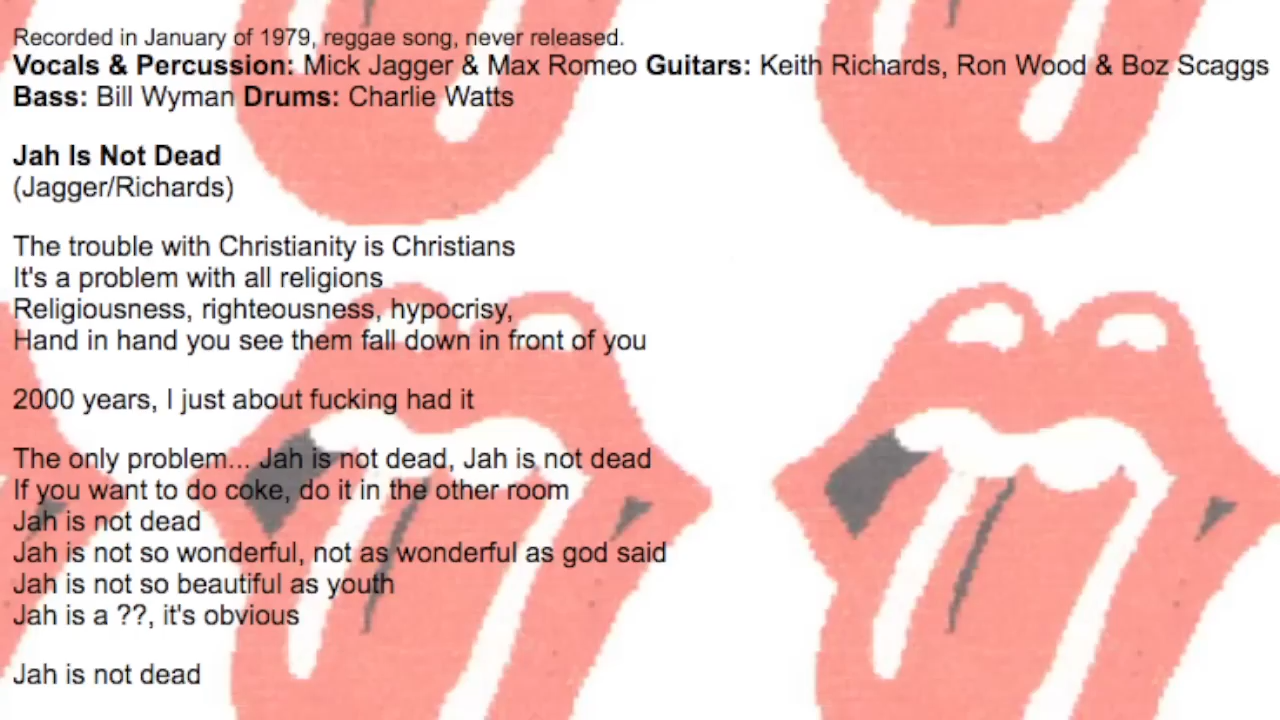 Recorded in January of 1979, reggae song, never released.
Vocals & Percussion: Mick Jagger & Max Romeo Guitars: Keith Richards, Ron Wood & Boz Scaggs
Bass: Bill Wyman Drums: Charlie Watts
Jah Is Not Dead
(Jagger/Richards)
The trouble with Christianity is Christians
It's a problem with all religions
Religiousness, righteousness, hypocrisy,
Hand in hand you see them fall down in front of you
2000 years, I just about fucking had it
The only problem... Jah is not dead, Jah is not dead
If you want to do coke, do it in the other room
Jah is not dead
Jah is not so wonderful, not as wonderful as god said
Jah is not so beautiful as youth
Jah is a ??, it's obvious
Jah is not dead